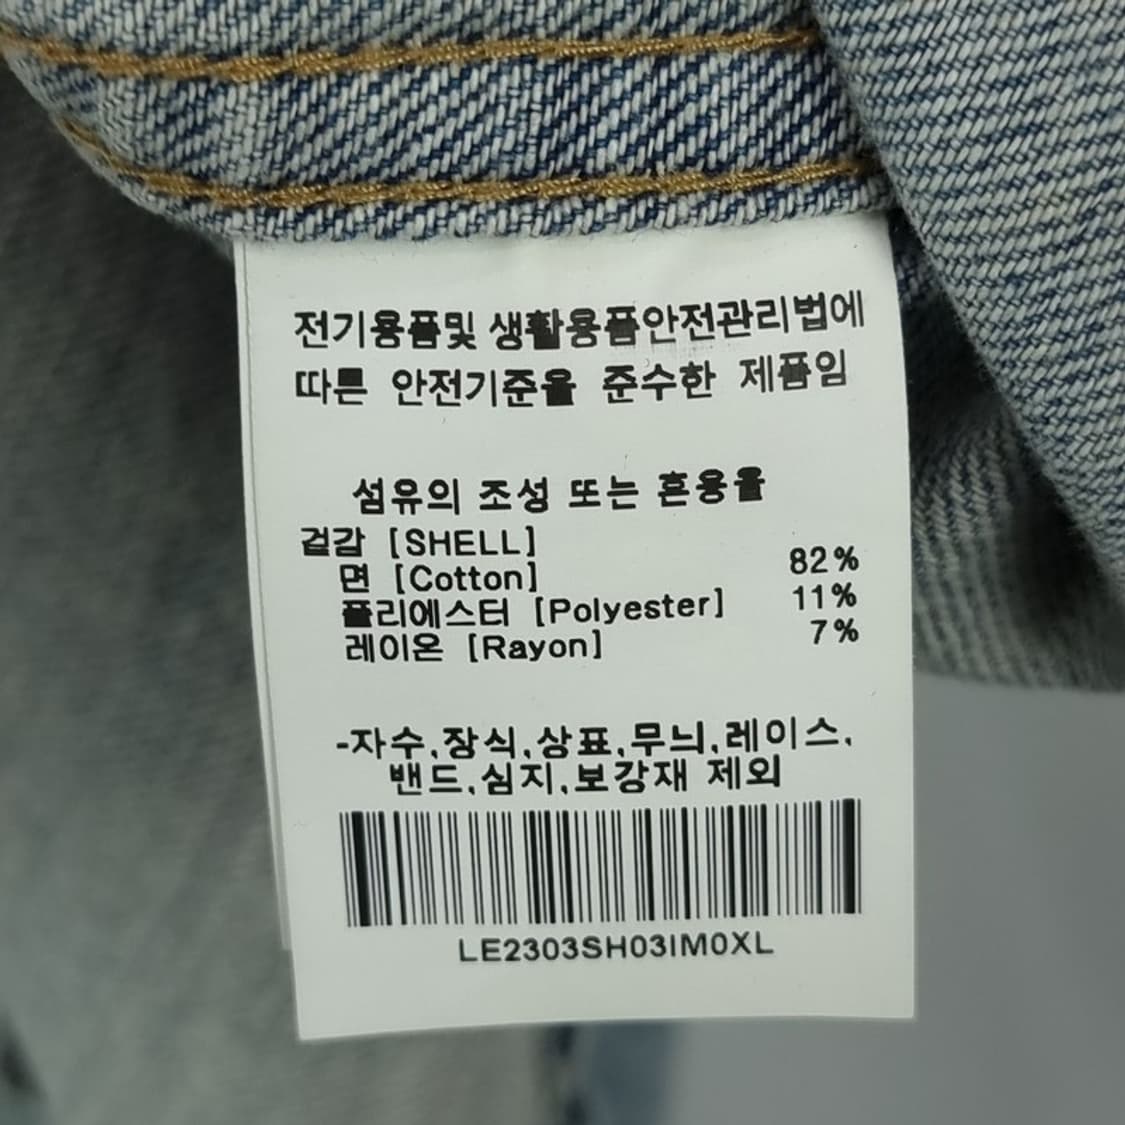 전기용품및 생활용품안전관리법에
따른 안전기준을 준수한 제품임
섬유의 조성 또는 혼용율
겉감 [SHELL]
면 [Cotton] 82%
폴리에스터 [Polyester] 11%
레이온 [Rayon] 7%
-자수,장식,상표,무늬,레이스,
밴드,심지,보강재 제외
LE2303SH03IM0XL